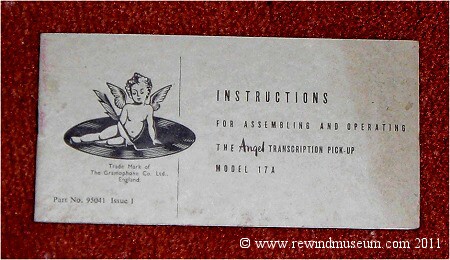 Trade Mark of
The Gramophone Co. Ltd.,
England
Part No. 95041 Issue 1
INSTRUCTIONS
FOR ASSEMBLING AND OPERATING
THE Angel TRANSCRIPTION PICK-UP
MODEL 17A
© www.rewindmuseum.com 2011